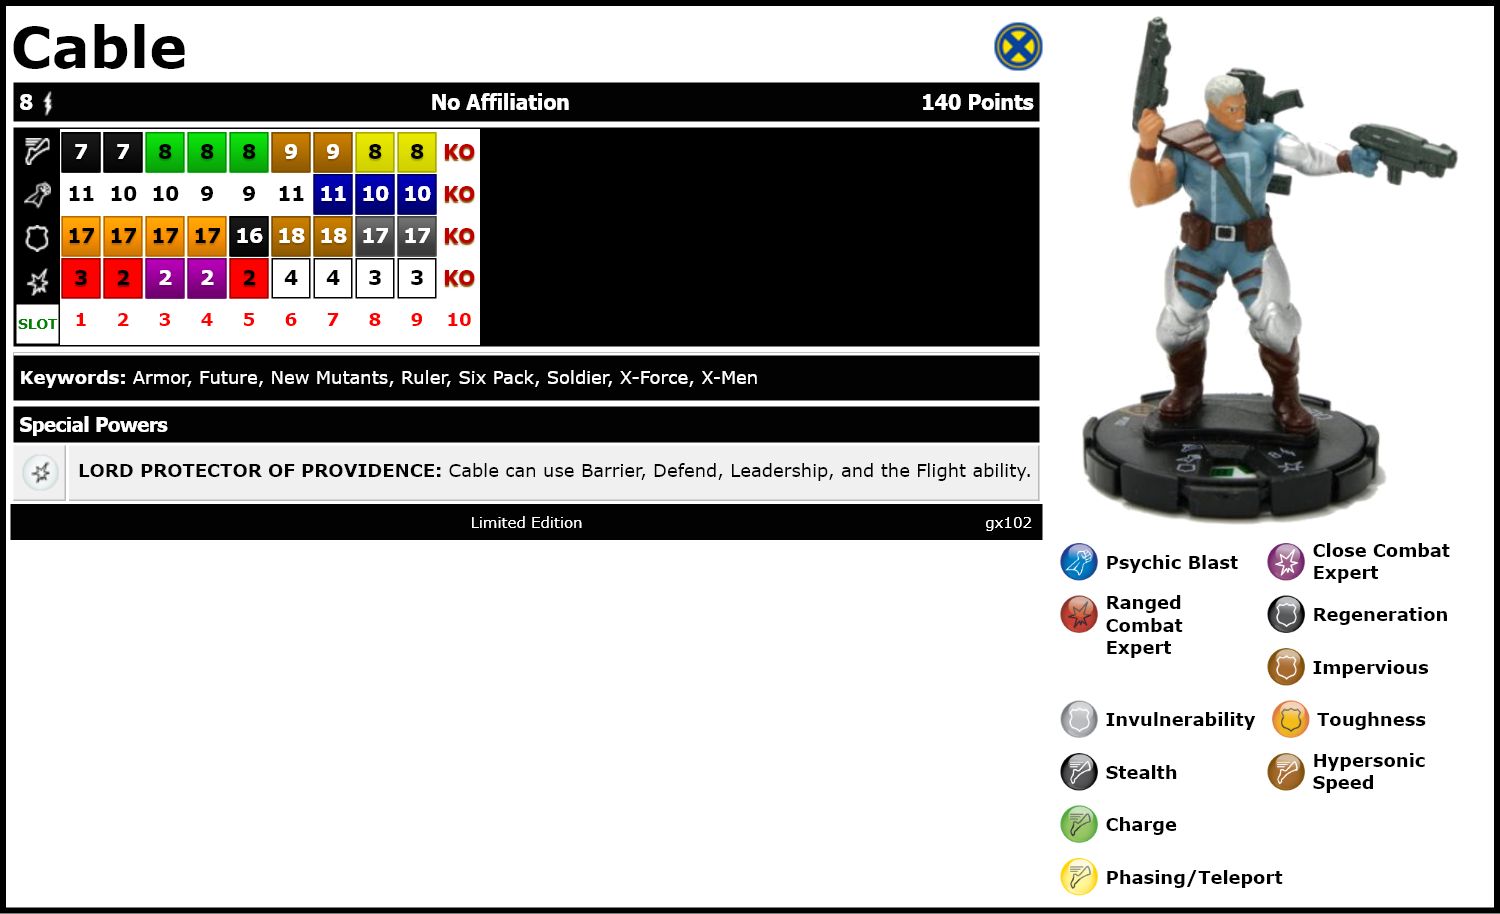 Cable
8 No Affiliation 140 Points
7 7 8 8 8 9 9 8 8 KO
11 10 10 9 9 11 11 10 10 KO
17 17 17 17 16 18 18 17 17 KO
3 2 2 2 2 4 4 3 3 KO
SLOT 1 2 3 4 5 6 7 8 9 10
Keywords: Armor, Future, New Mutants, Ruler, Six Pack, Soldier, X-Force, X-Men
Special Powers
LORD PROTECTOR OF PROVIDENCE: Cable can use Barrier, Defend, Leadership, and the Flight ability.
Limited Edition gx102
Psychic Blast
Close Combat
Expert
Ranged
Combat
Expert
Regeneration
Impervious
Invulnerability
Toughness
Stealth
Hypersonic
Speed
Charge
Phasing/Teleport